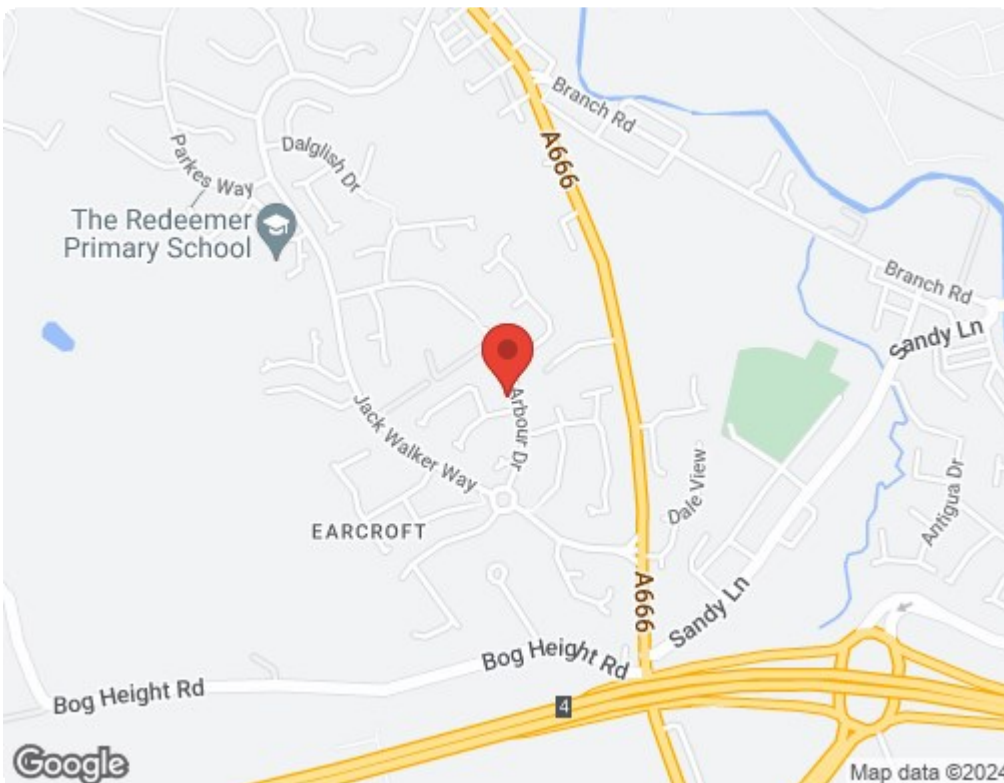 Branch Rd
A666
Dalglish Dr
Parkes Way
The Redeemer
Primary School
Branch Rd
Sandy Ln
Arbour Dr
Jack Walker Way
Dale View
Antigua Dr
EARCROFT
A666
Sandy Ln
Bog Height Rd
Bog Height Rd
4
Google
Map data ©2024